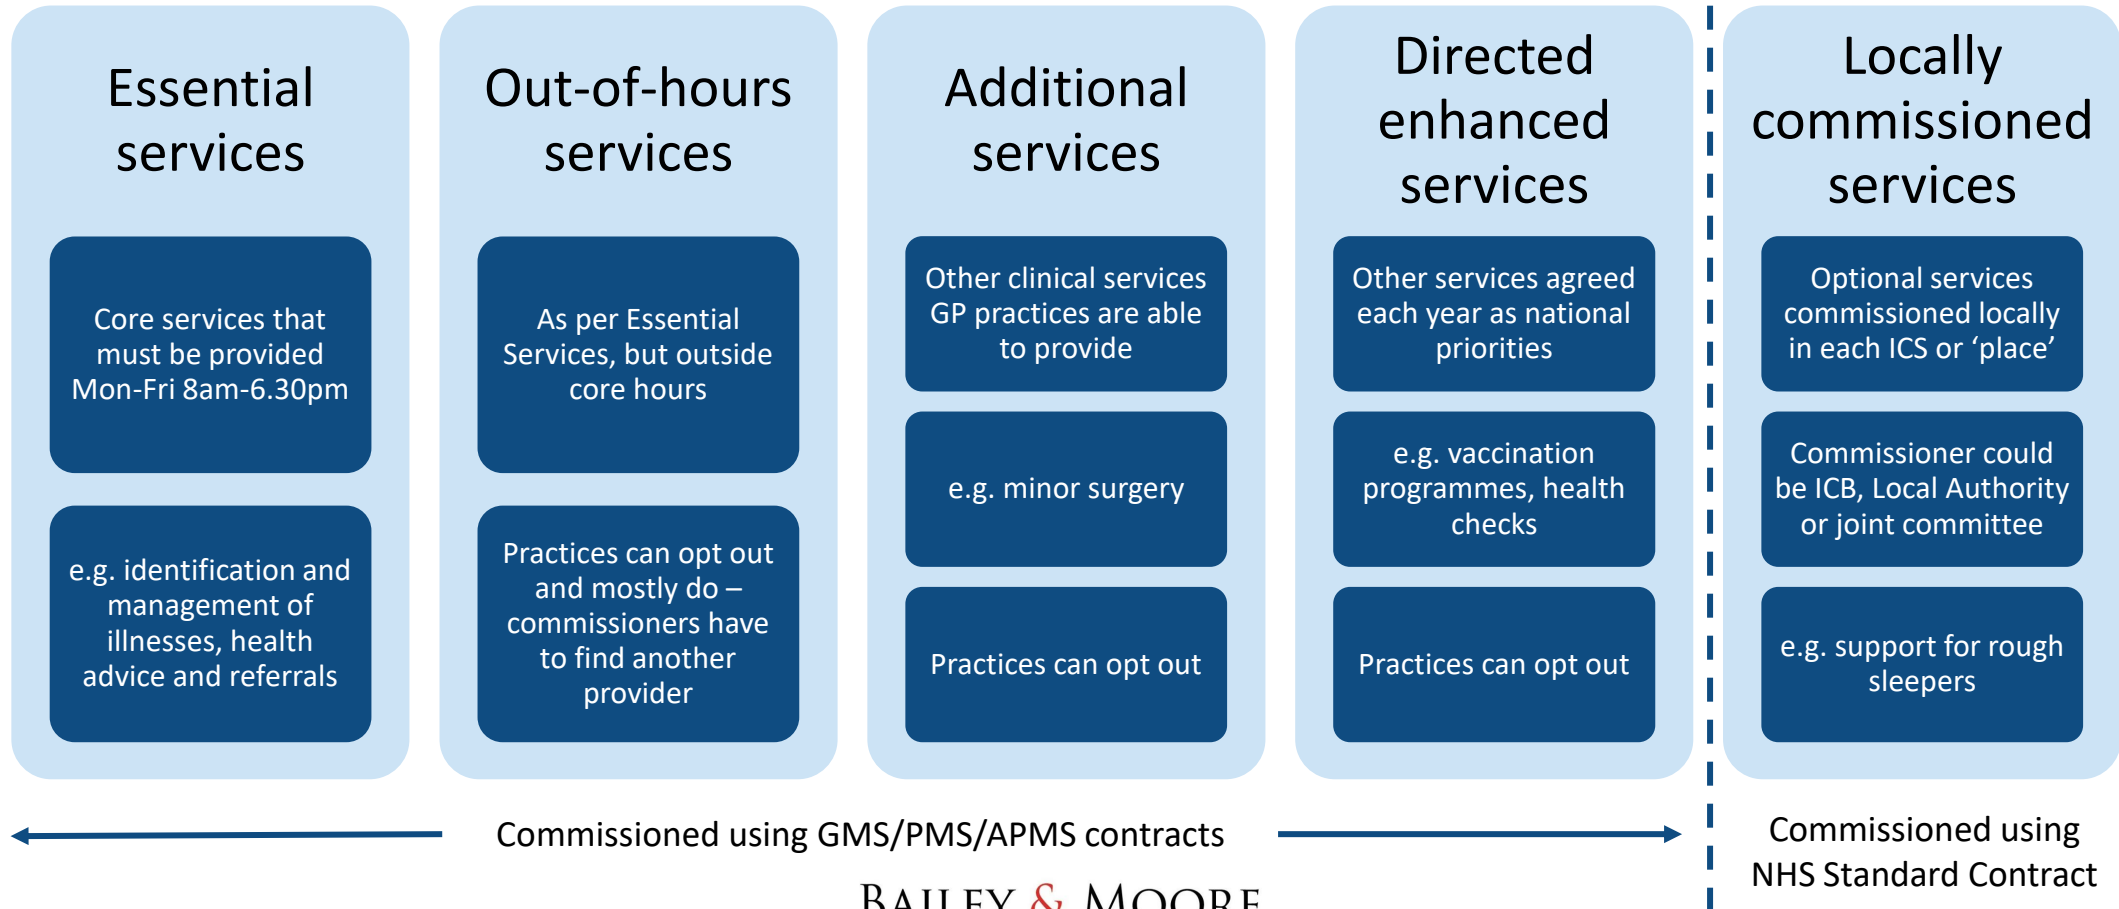 Essential
services
Core services that
must be provided
Mon-Fri 8am-6.30pm
e.g. identification and
management of
illnesses, health
advice and referrals
Out-of-hours
services
As per Essential
Services, but outside
core hours
Practices can opt out
and mostly do –
commissioners have
to find another
provider
Additional
services
Other clinical services
GP practices are able
to provide
e.g. minor surgery
Practices can opt out
Directed
enhanced
services
Other services agreed
each year as national
priorities
e.g. vaccination
programmes, health
checks
Practices can opt out
Locally
commissioned
services
Optional services
commissioned locally
in each ICS or ‘place’
Commissioner could
be ICB, Local Authority
or joint committee
e.g. support for rough
sleepers
Commissioned using GMS/PMS/APMS contracts
Commissioned using
NHS Standard Contract
BAILEY & MOORE